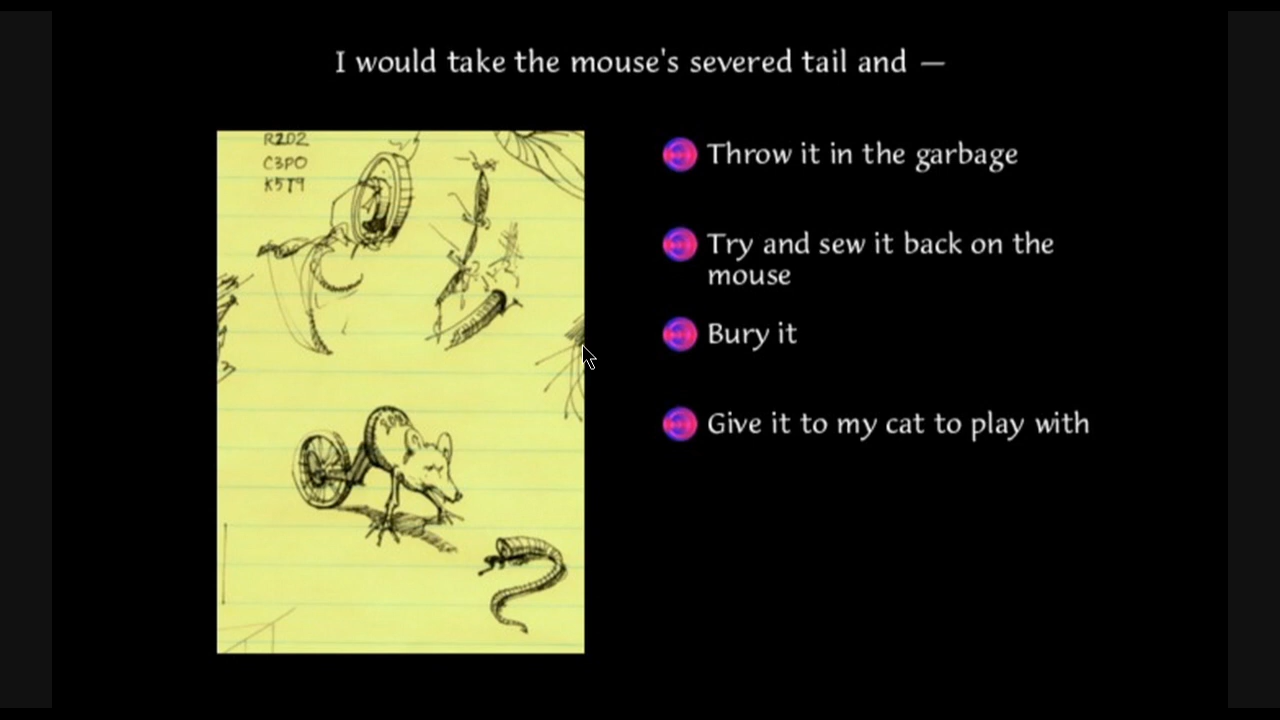 I would take the mouse's severed tail and —
R2D2
C3PO
K5T9
Throw it in the garbage
Try and sew it back on the
mouse
Bury it
Give it to my cat to play with